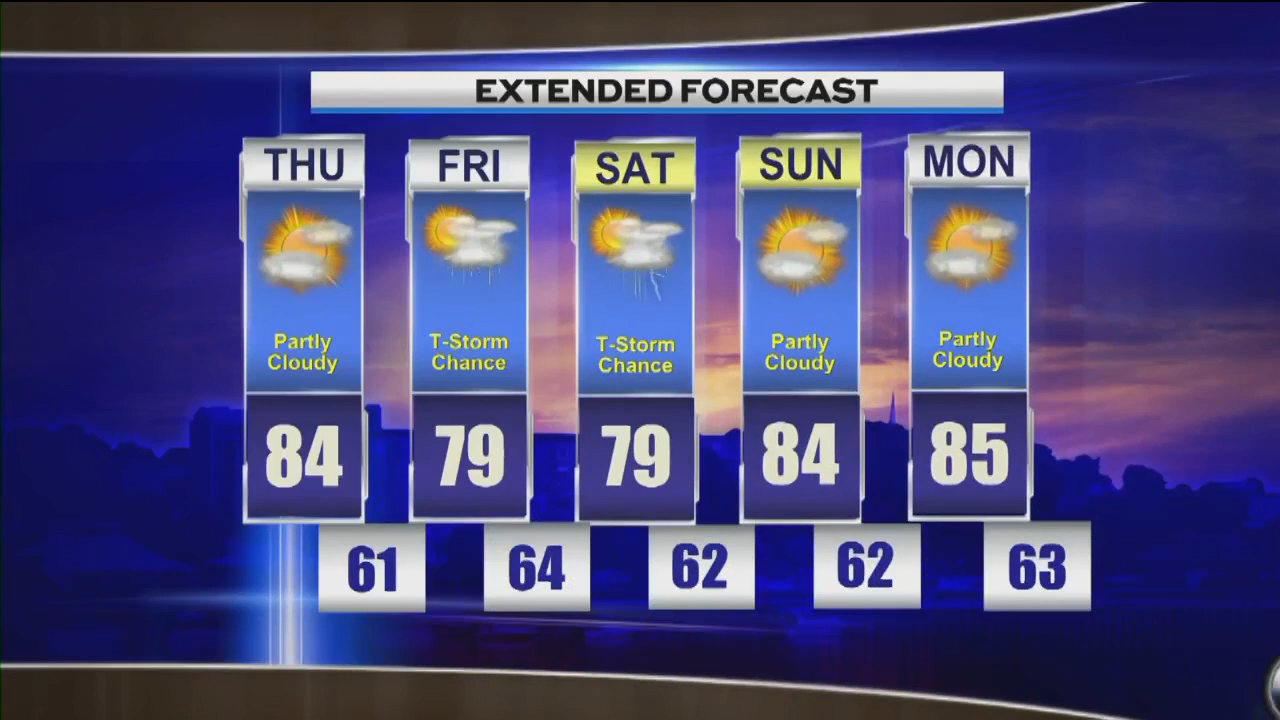 EXTENDED FORECAST
THU FRI SAT SUN MON
Partly T-Storm T-Storm Partly Partly
Cloudy Chance Chance Cloudy Cloudy
84 79 79 84 85
61 64 62 62 63